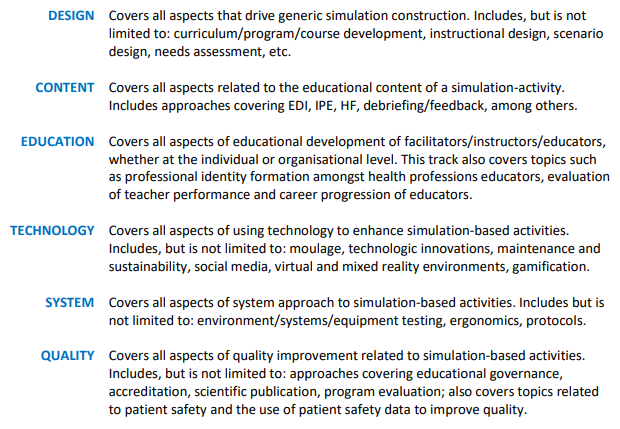 DESIGN Covers all aspects that drive generic simulation construction. Includes, but is not
limited to: curriculum/program/course development, instructional design, scenario
design, needs assessment, etc.
CONTENT Covers all aspects related to the educational content of a simulation-activity.
Includes approaches covering EDI, IPE, HF, debriefing/feedback, among others.
EDUCATION Covers all aspects of educational development of facilitators/instructors/educators,
whether at the individual or organisational level. This track also covers topics such
as professional identity formation amongst health professions educators, evaluation
of teacher performance and career progression of educators.
TECHNOLOGY Covers all aspects of using technology to enhance simulation-based activities.
Includes, but is not limited to: moulage, technologic innovations, maintenance and
sustainability, social media, virtual and mixed reality environments, gamification.
SYSTEM Covers all aspects of system approach to simulation-based activities. Includes but is
not limited to: environment/systems/equipment testing, ergonomics, protocols.
QUALITY Covers all aspects of quality improvement related to simulation-based activities.
Includes, but is not limited to: approaches covering educational governance,
accreditation, scientific publication, program evaluation; also covers topics related
to patient safety and the use of patient safety data to improve quality.